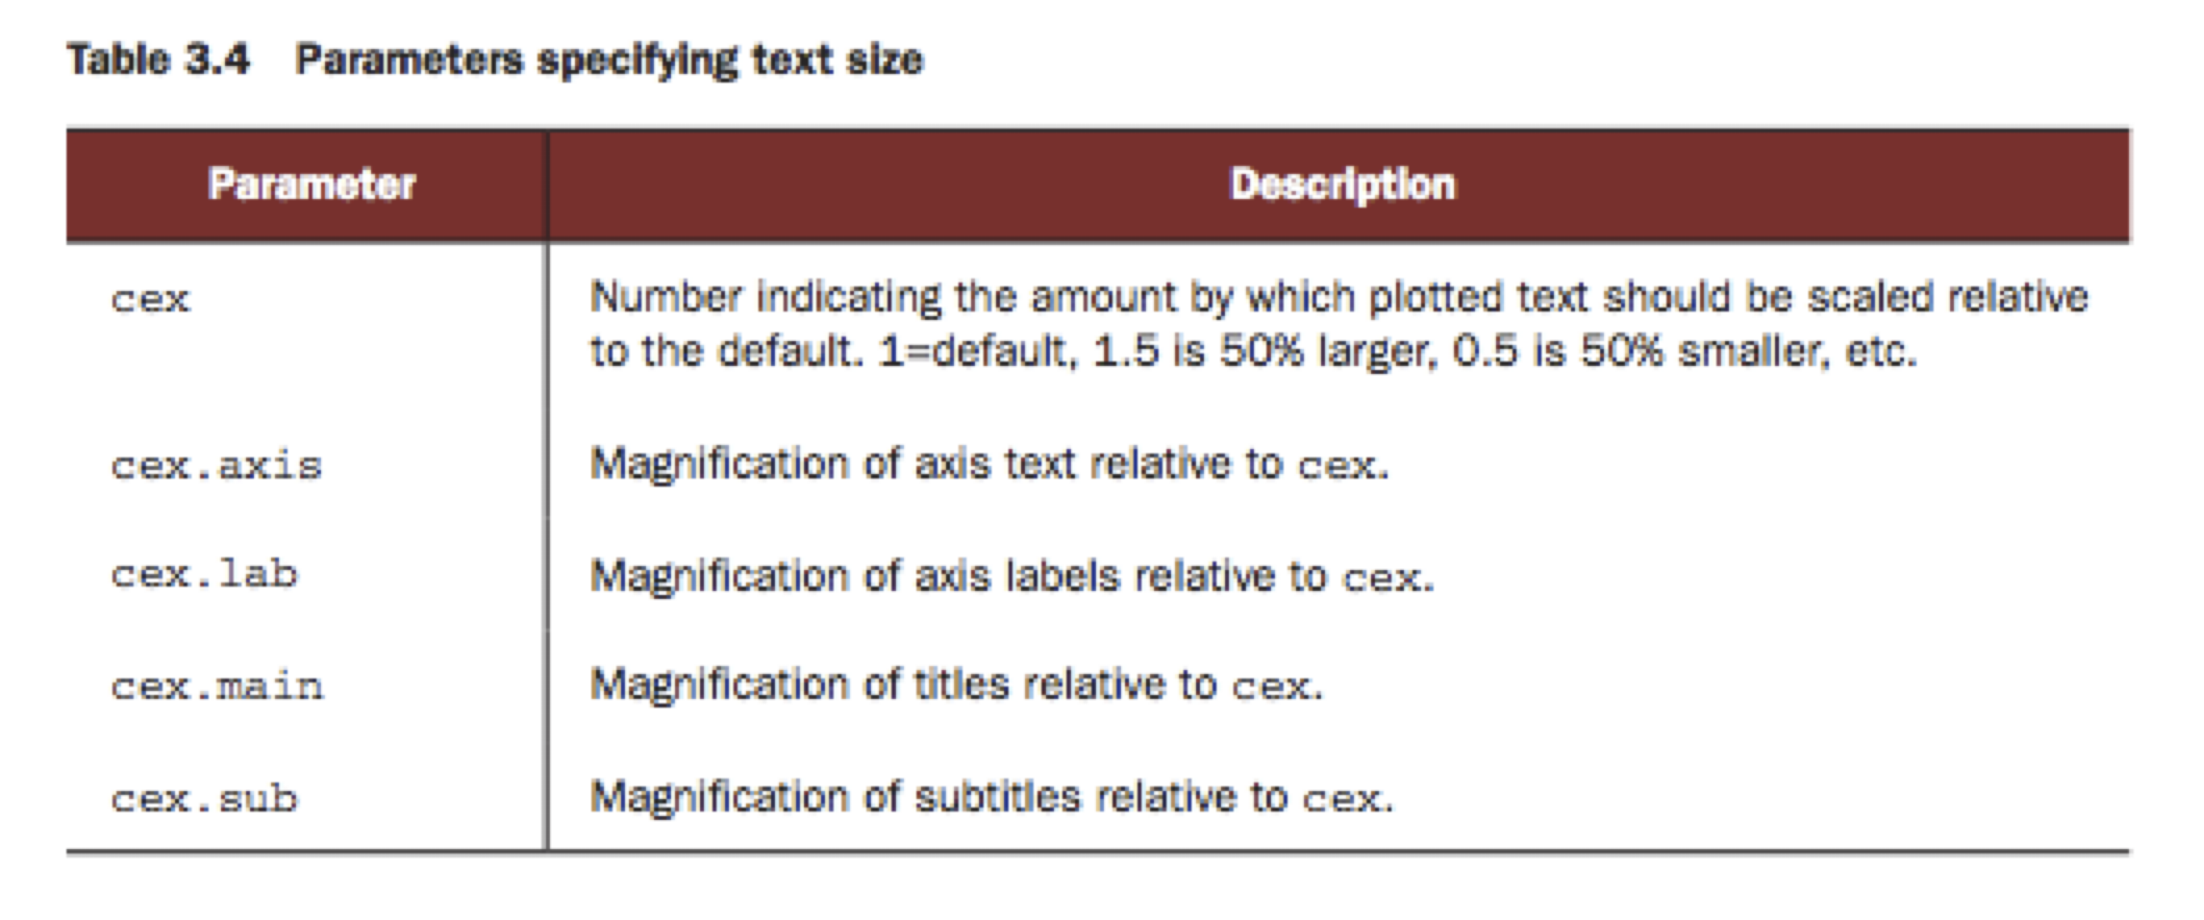 Table 3.4 Parameters specifying text size
Parameter Description
cex Number indicating the amount by which plotted text should be scaled relative
to the default. 1=default, 1.5 is 50% larger, 0.5 is 50% smaller, etc.
cex.axis Magnification of axis text relative to cex.
cex.lab Magnification of axis labels relative to cex.
cex.main Magnification of titles relative to cex.
cex.sub Magnification of subtitles relative to cex.